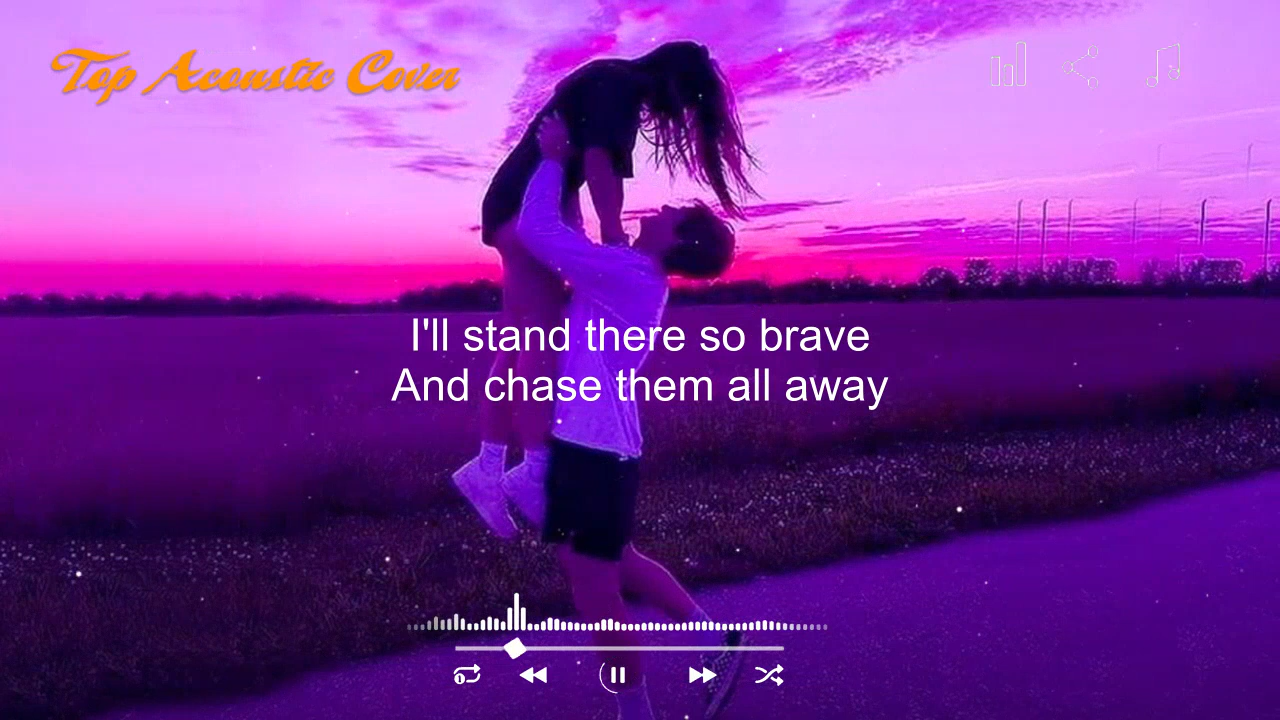 Top Acoustic Cover
I'll stand there so brave
And chase them all away